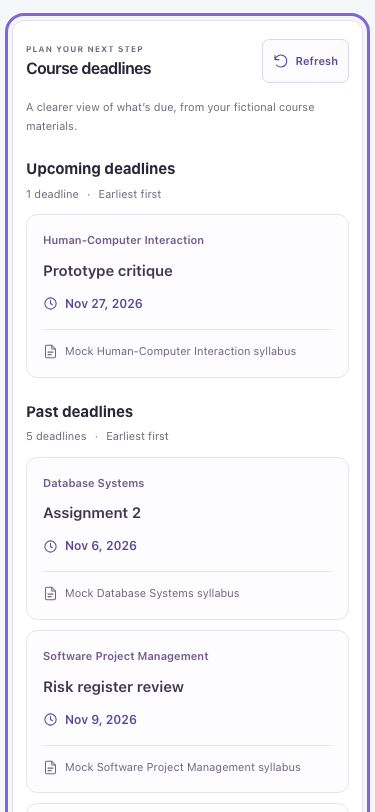 PLAN YOUR NEXT STEP
Course deadlines
Refresh
A clearer view of what's due, from your fictional course
materials.
Upcoming deadlines
1 deadline · Earliest first
Human-Computer Interaction
Prototype critique
Nov 27, 2026
Mock Human-Computer Interaction syllabus
Past deadlines
5 deadlines · Earliest first
Database Systems
Assignment 2
Nov 6, 2026
Mock Database Systems syllabus
Software Project Management
Risk register review
Nov 9, 2026
Mock Software Project Management syllabus